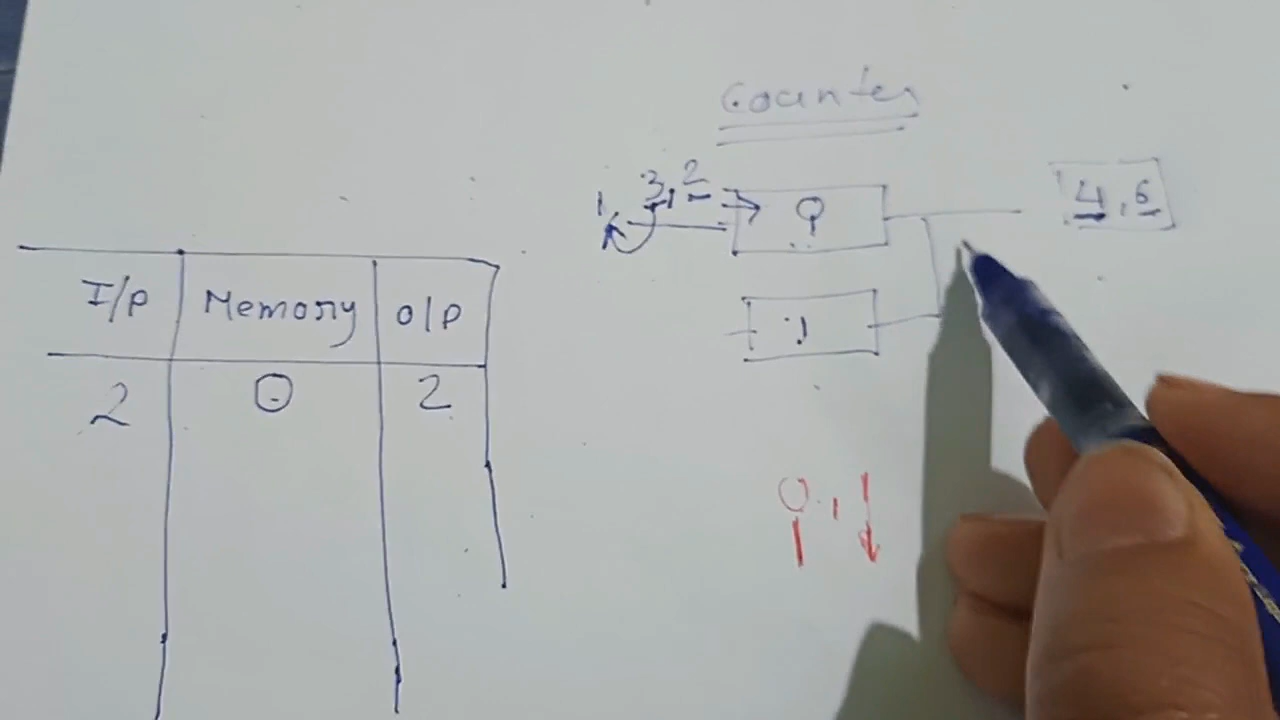 Counter
1 3, 2
4, 6
I/P Memory O/P
2 0 2
0, 1